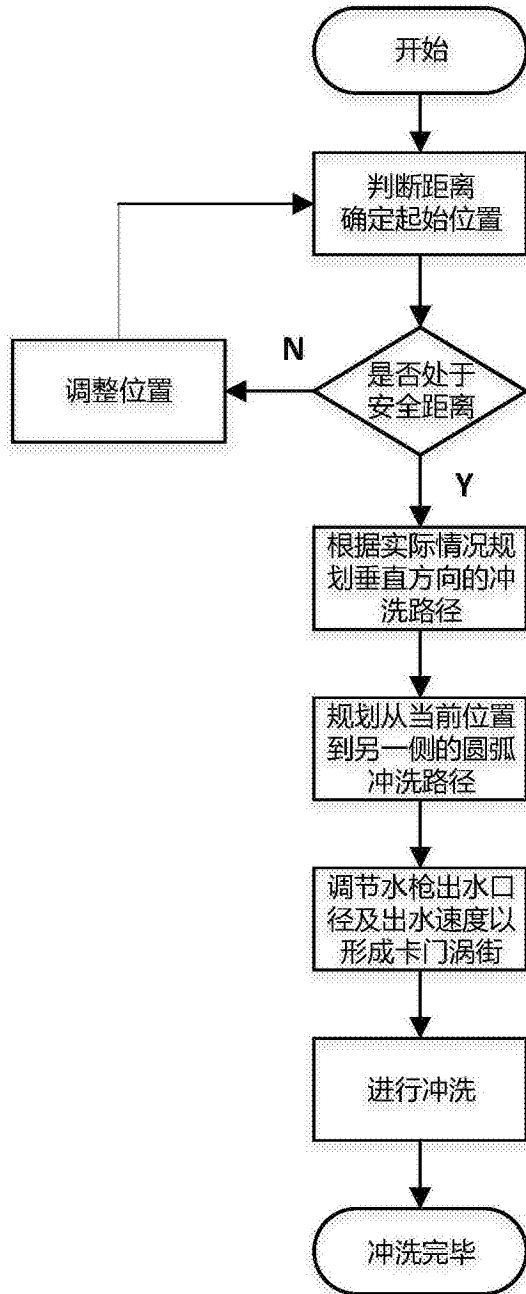 开始
判断距离
确定起始位置
N
调整位置
是否处于
安全距离
Y
根据实际情况规
划垂直方向的冲
洗路径
规划从当前位置
到另一侧的圆弧
冲洗路径
调节水枪出水口
径及出水速度以
形成卡门涡街
进行冲洗
冲洗完毕